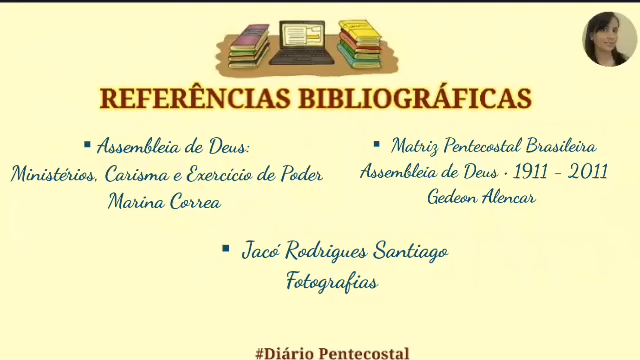 REFERÊNCIAS BIBLIOGRÁFICAS
▪ Assembleia de Deus:
Ministérios, Carisma e Exercício de Poder
Marina Correa
▪ Matriz Pentecostal Brasileira
Assembleia de Deus · 1911 - 2011
Gedeon Alencar
▪ Jacó Rodrigues Santiago
Fotografias
#Diário Pentecostal